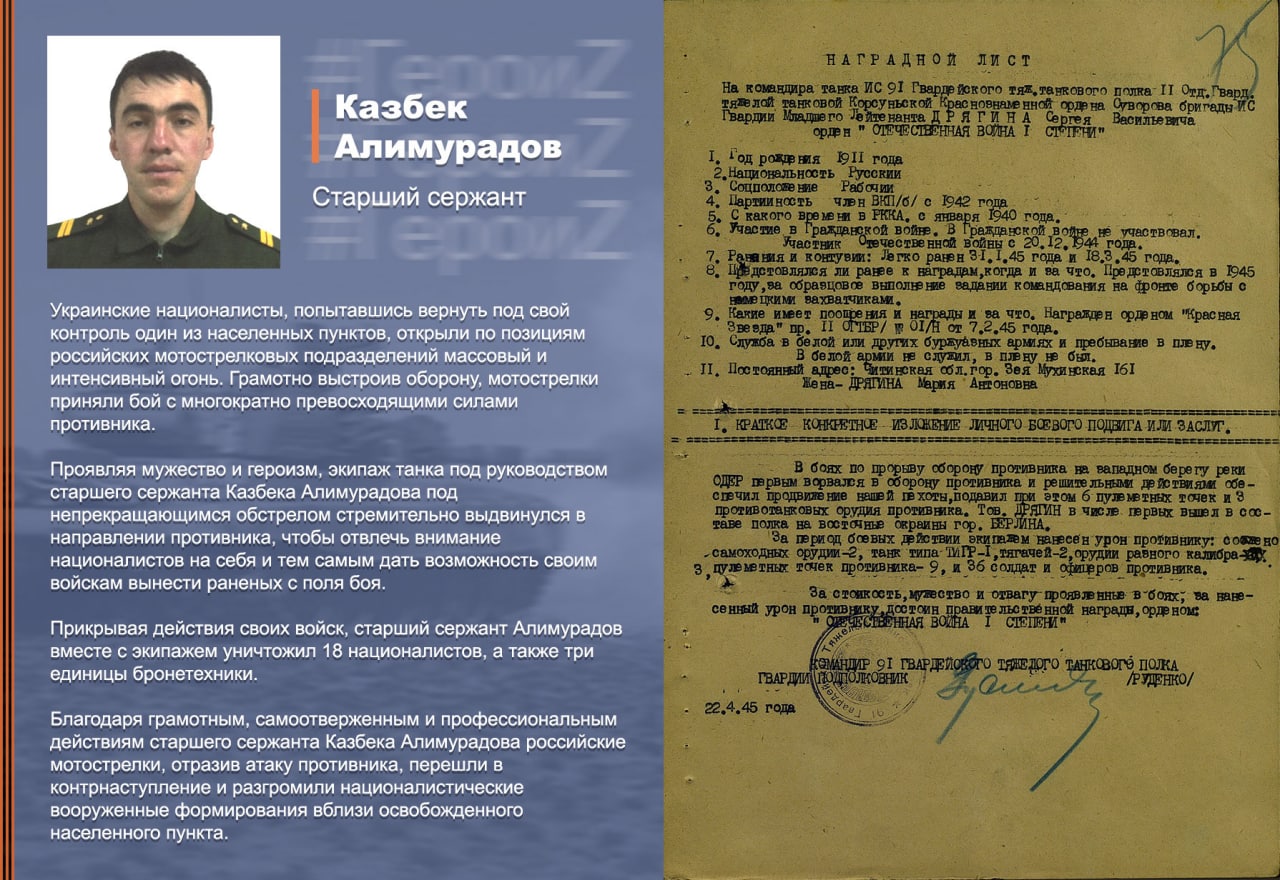 #ГероиZ
Казбек
Алимурадов
Старший сержант
#ГероиZ
Украинские националисты, попытавшись вернуть под свой
контроль один из населенных пунктов, открыли по позициям
российских мотострелковых подразделений массовый и
интенсивный огонь. Грамотно выстроив оборону, мотострелки
приняли бой с многократно превосходящими силами
противника.
Проявляя мужество и героизм, экипаж танка под руководством
старшего сержанта Казбека Алимурадова под
непрекращающимся обстрелом стремительно выдвинулся в
направлении противника, чтобы отвлечь внимание
националистов на себя и тем самым дать возможность своим
войскам вынести раненых с поля боя.
Прикрывая действия своих войск, старший сержант Алимурадов
вместе с экипажем уничтожил 18 националистов, а также три
единицы бронетехники.
Благодаря грамотным, самоотверженным и профессиональным
действиям старшего сержанта Казбека Алимурадова российские
мотострелки, отразив атаку противника, перешли в
контрнаступление и разгромили националистические
вооруженные формирования вблизи освобожденного
населенного пункта.
75
НАГРАДНОЙ ЛИСТ
На командира танка ИС 91 Гвардейского тяж.танкового полка II Отд.Гвард.
тяжелой танковой Корсуньской Краснознаменной ордена Суворова бригады ИС
Гвардии Младшего Лейтенанта ДРЯГИНА Сергея Васильевича
орден " ОТЕЧЕСТВЕННАЯ ВОЙНА I СТЕПЕНИ"
I. Год рождения 1911 года
2. Национальность Русскии
3. Соцположение Рабочии
4. Партииность член ВКП/б/ с 1942 года
5. С какого времени в РККА. с января 1940 года.
6. Участие в Гражданской войне. В Гражданской войне не участвовал.
Участник Отечественной войны с 20.12.1944 года.
7. Ранения и контузии: Легко ранен 31.1.45 года и 18.3.45 года.
8. Предстовлялся ли ранее к наградам,когда и за что. Предстовлялся в 1945
году,за образцовое выполнение задании командования на фронте борьбы с
немецкими захватчиками.
9. Какие имеет поощрения и награды и за что. Награжден орденом "Красная
Звезда" пр. II ОГТБР/ № 01/Н от 7.2.45 года.
10. Служба в белой или других буржуазных армиях и пребывание в плену.
В белой армии не служил, в плену не был.
II. Постоянный адрес: Читинская обл.гор. Зея Мухинская 161
Жена- ДРЯГИНА Мария Антоновна
I. КРАТКОЕ КОНКРЕТНОЕ ИЗЛОЖЕНИЕ ЛИЧНОГО БОЕВОГО ПОДВИГА ИЛИ ЗАСЛУГ.
В боях по прорыву оборону противника на западном берегу реки
ОДЕР первым ворвался в оборону противника и решительными действиями обе-
спечил продвижение нашей пехоты,подавил при этом 6 пулеметных точек и 3
противотанковых орудия противника. Тов. ДРЯГИН в числе первых вышел в сос-
таве полка на восточные окраины гор. БЕРЛИНА.
За период боевых действии экипажем нанесен урон противнику: сожжено
самоходных орудии-2, танк типа ТИГР-I,тягачей-2,орудии разного калибра-
3, пулеметных точек противника- 9, и 36 солдат и офицеров противника.
За стоикость,мужество и отвагу проявленные в боях, за нане-
сенный урон противнику,достоин правительственной награды,орденом:
" ОТЕЧЕСТВЕННАЯ ВОЙНА I СТЕПЕНИ"
КОМАНДИР 91 ГВАРДЕЙСКОГО ТЯЖЕЛОГО ТАНКОВОГО ПОЛКА
ГВАРДИИ ПОДПОЛКОВНИК /РУДЕНКО/
22.4.45 года